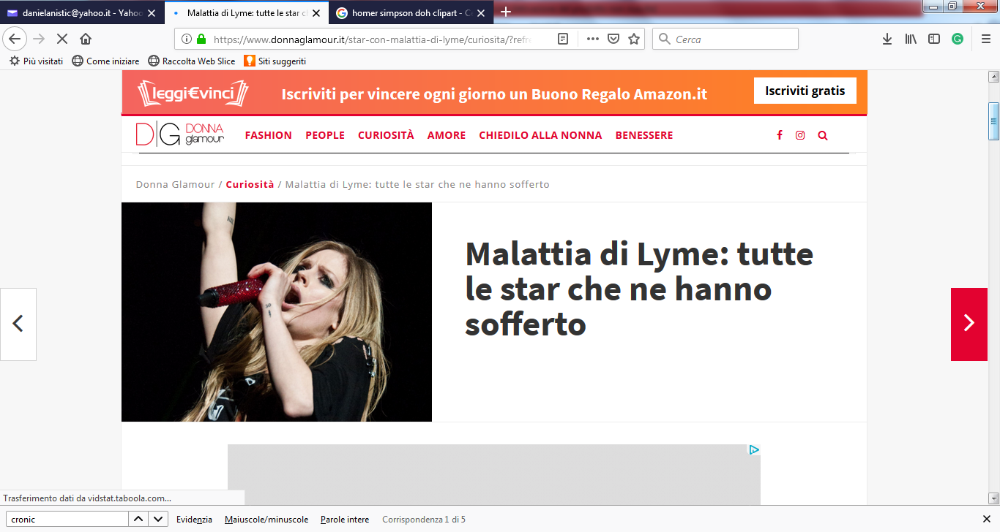 danielanistic@yahoo.it - Yahoo
Malattia di Lyme: tutte le star c
homer simpson doh clipart - C
https://www.donnaglamour.it/star-con-malattia-di-lyme/curiosita/?refre
Cerca
Più visitati
Come iniziare
Raccolta Web Slice
Siti suggeriti
leggi€vinci
Iscriviti per vincere ogni giorno un Buono Regalo Amazon.it
Iscriviti gratis
D|G DONNA
glamour
FASHION PEOPLE CURIOSITÀ AMORE CHIEDILO ALLA NONNA BENESSERE
Donna Glamour / Curiosità / Malattia di Lyme: tutte le star che ne hanno sofferto
Malattia di Lyme: tutte
le star che ne hanno
sofferto
Trasferimento dati da vidstat.taboola.com...
cronic
Evidenzia
Maiuscole/minuscole
Parole intere
Corrispondenza 1 di 5